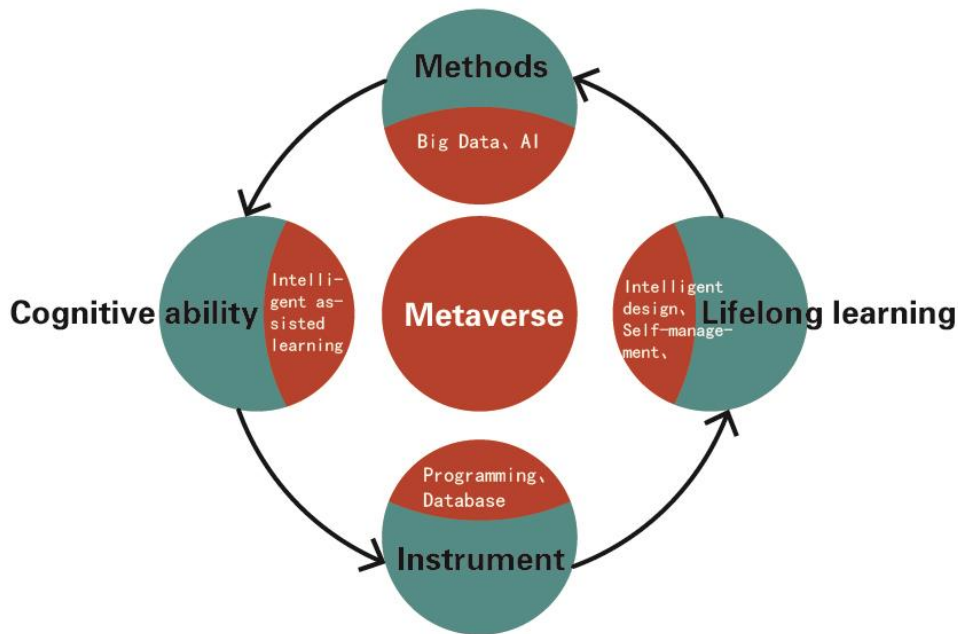 Methods
Big Data、AI
Cognitive ability
Intelli-
gent as-
sisted
learning
Metaverse
Intelligent
design、
Self-manage-
ment、
Lifelong learning
Programming、
Database
Instrument